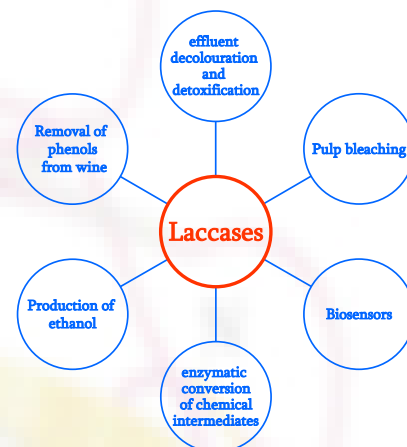 effluent
decolouration
and
detoxification
Removal of
phenols
from wine
Pulp bleaching
Laccases
Production of
ethanol
Biosensors
enzymatic
conversion
of chemical
intermediates